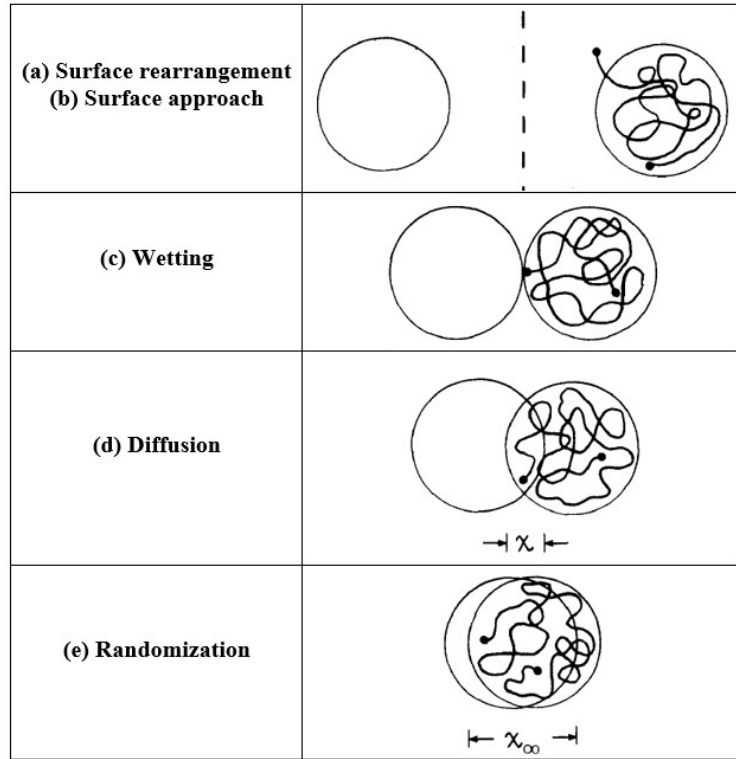 (a) Surface rearrangement
(b) Surface approach
(c) Wetting
(d) Diffusion
χ
(e) Randomization
χ∞